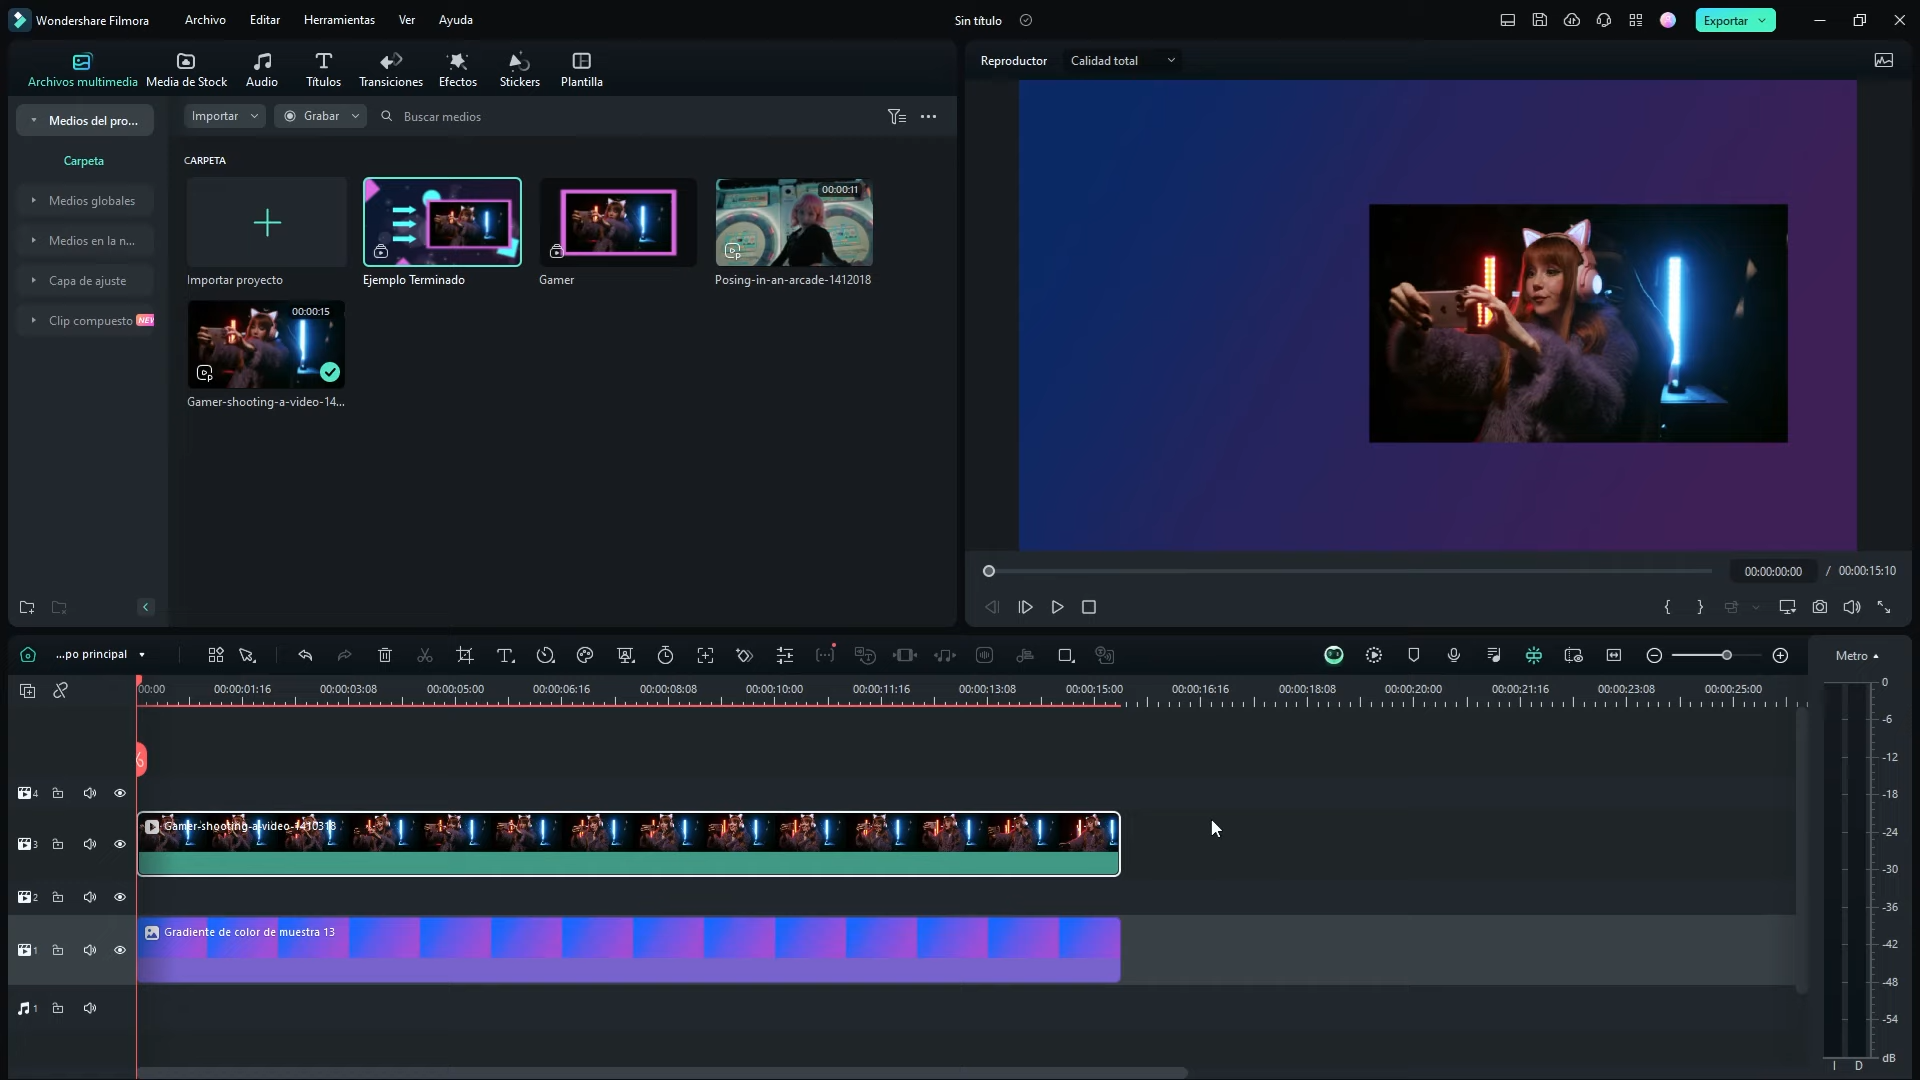 Wondershare Filmora
Archivo
Editar
Herramientas
Ver
Ayuda
Sin título
Exportar
Archivos multimedia
Media de Stock
Audio
Títulos
Transiciones
Efectos
Stickers
Plantilla
Reproductor
Calidad total
Medios del pro...
Importar
Grabar
Buscar medios
Carpeta
CARPETA
Medios globales
Medios en la n...
Capa de ajuste
Clip compuesto NEW
00:00:11
Importar proyecto
Ejemplo Terminado
Gamer
Posing-in-an-arcade-1412018
00:00:15
Gamer-shooting-a-video-14...
00:00:00:00 / 00:00:15:10
...po principal
Metro
00:00
00:00:01:16
00:00:03:08
00:00:05:00
00:00:06:16
00:00:08:08
00:00:10:00
00:00:11:16
00:00:13:08
00:00:15:00
00:00:16:16
00:00:18:08
00:00:20:00
00:00:21:16
00:00:23:08
00:00:25:00
4
3
Gamer-shooting-a-video-1410318
2
1
Gradiente de color de muestra 13
1
0
-6
-12
-18
-24
-30
-36
-42
-48
-54
dB
I D